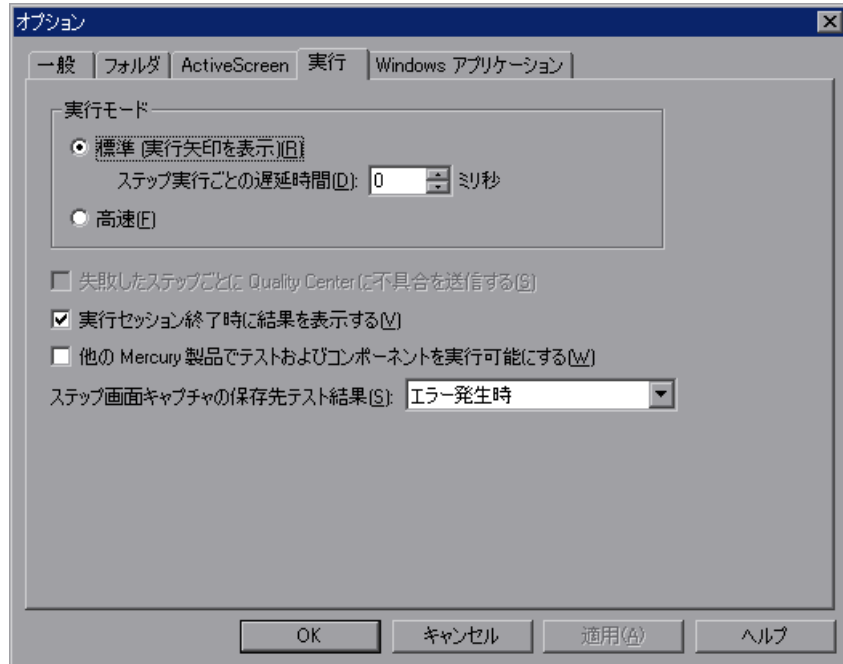 オプション
一般 フォルダ ActiveScreen 実行 Windows アプリケーション
実行モード
標準 (実行矢印を表示)(R)
ステップ実行ごとの遅延時間(D): 0 ミリ秒
高速(F)
失敗したステップごとに Quality Center に不具合を送信する(S)
実行セッション終了時に結果を表示する(V)
他の Mercury 製品でテストおよびコンポーネントを実行可能にする(W)
ステップ画面キャプチャの保存先テスト結果(S): エラー発生時
OK キャンセル 適用(A) ヘルプ